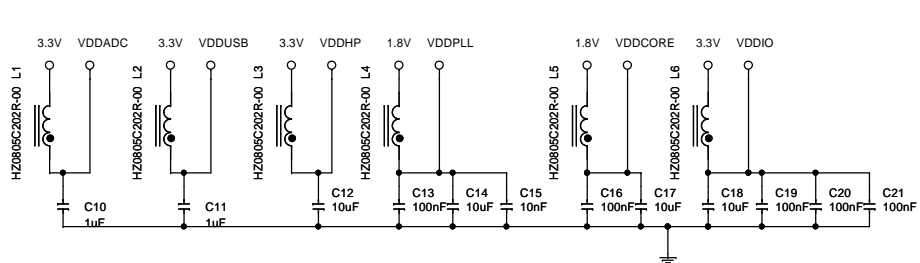 3.3V VDDADC
3.3V VDDUSB
3.3V VDDHP
1.8V VDDPLL
1.8V VDDCORE
3.3V VDDIO
HZ0805C202R-00 L1
HZ0805C202R-00 L2
HZ0805C202R-00 L3
HZ0805C202R-00 L4
HZ0805C202R-00 L5
HZ0805C202R-00 L6
C10
1uF
C11
1uF
C12
10uF
C13
100nF
C14
10uF
C15
10nF
C16
100nF
C17
10uF
C18
10uF
C19
100nF
C20
100nF
C21
100nF